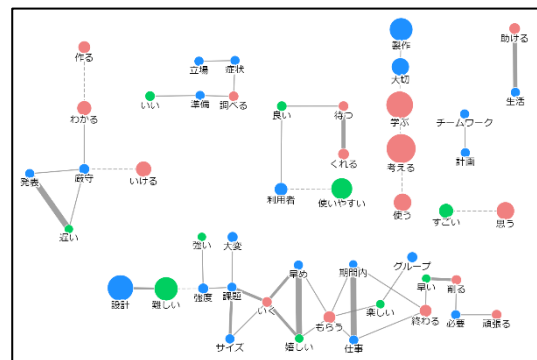 製作
助ける
作る
立場
症状
大切
いい
準備
調べる
良い
待つ
学ぶ
生活
わかる
チームワーク
くれる
考える
計画
発表
厳守
いける
利用者
使いやすい
使う
すごい
思う
遅い
強い
大変
早め
期間内
グループ
設計
難しい
強度
課題
いく
もらう
楽しい
早い
削る
終わる
必要
頑張る
サイズ
嬉しい
仕事